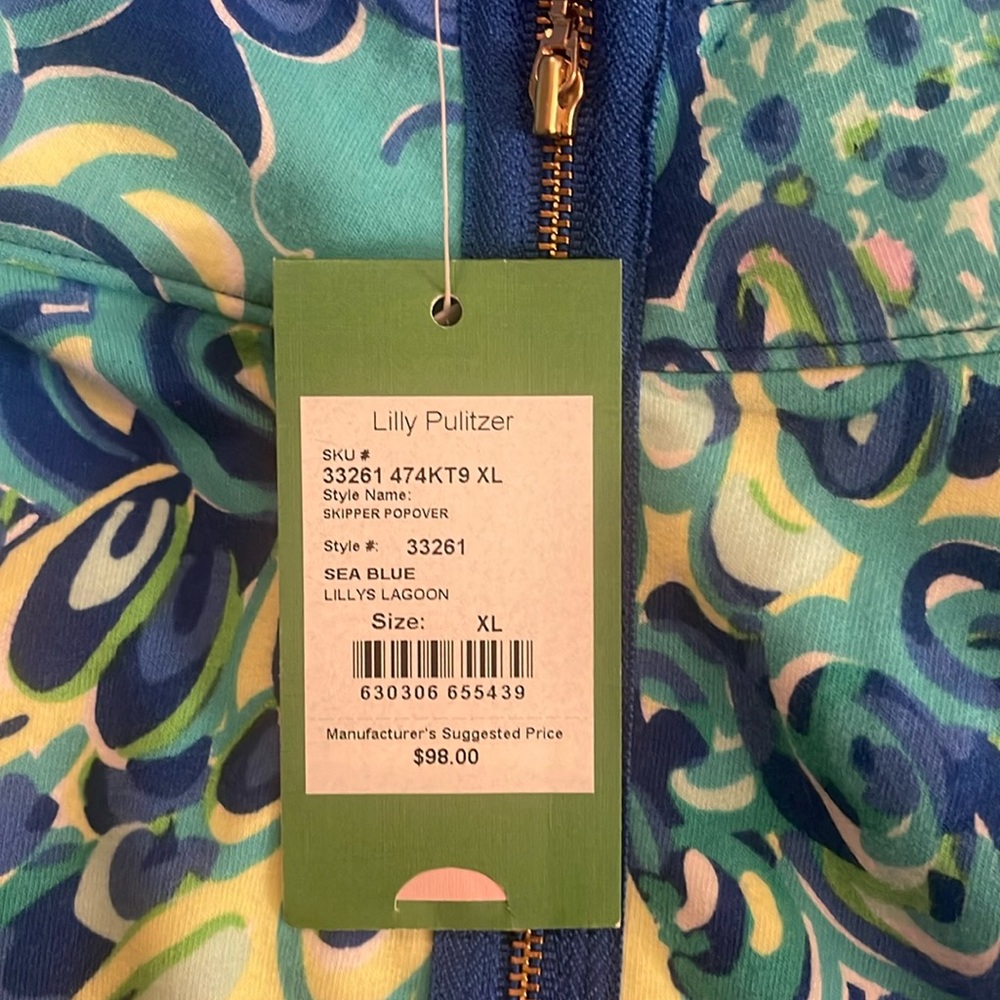 Lilly Pulitzer
SKU #
33261 474KT9 XL
Style Name:
SKIPPER POPOVER
Style #: 33261
SEA BLUE
LILLYS LAGOON
Size: XL
630306 655439
Manufacturer's Suggested Price
$98.00